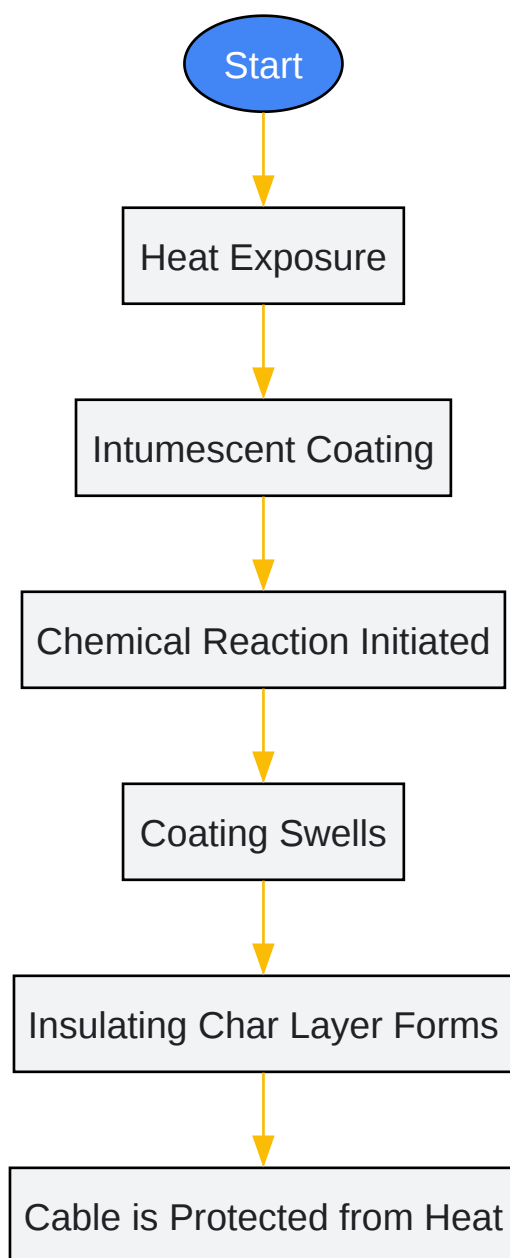 Start
Heat Exposure
Intumescent Coating
Chemical Reaction Initiated
Coating Swells
Insulating Char Layer Forms
Cable is Protected from Heat